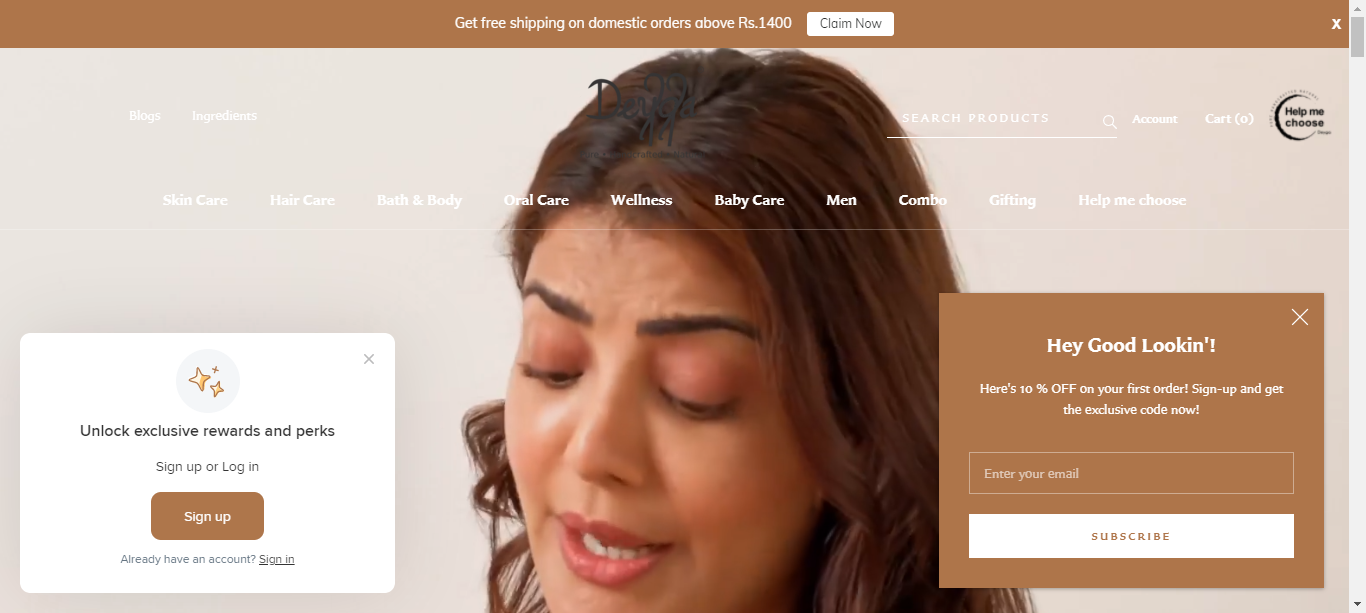 Get free shipping on domestic orders above Rs.1400
Claim Now
X
Blogs
Ingredients
SEARCH PRODUCTS
Account
Cart (0)
Help me
choose
Skin Care
Hair Care
Bath & Body
Oral Care
Wellness
Baby Care
Men
Combo
Gifting
Help me choose
Unlock exclusive rewards and perks
Sign up or Log in
Sign up
Already have an account? Sign in
Hey Good Lookin'!
Here's 10 % OFF on your first order! Sign-up and get
the exclusive code now!
Enter your email
SUBSCRIBE